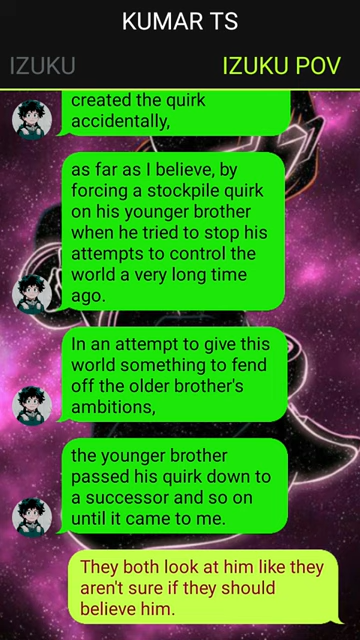 KUMAR TS
IZUKU
IZUKU POV
created the quirk
accidentally,
as far as I believe, by
forcing a stockpile quirk
on his younger brother
when he tried to stop his
attempts to control the
world a very long time
ago.
In an attempt to give this
world something to fend
off the older brother's
ambitions,
the younger brother
passed his quirk down to
a successor and so on
until it came to me.
They both look at him like they
aren't sure if they should
believe him.